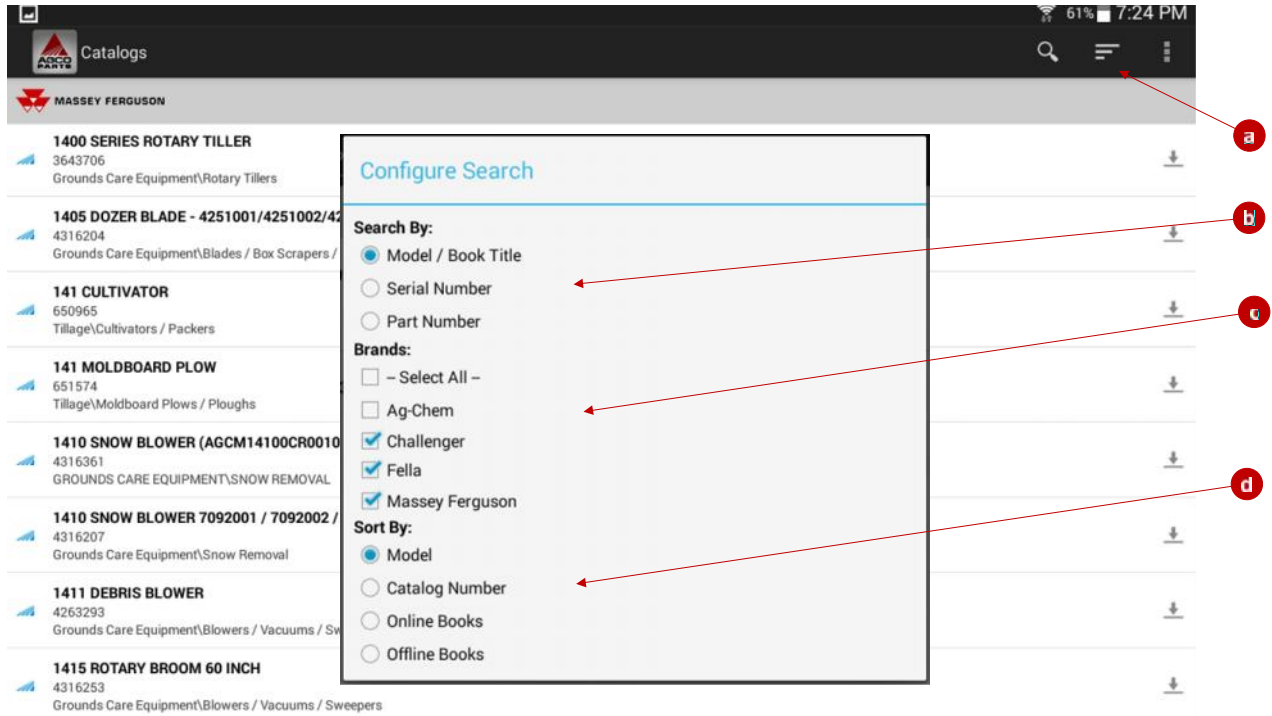 61% 7:24 PM
AGCO PARTS Catalogs
MASSEY FERGUSON
1400 SERIES ROTARY TILLER
3643706
Grounds Care Equipment\Rotary Tillers
1405 DOZER BLADE - 4251001/4251002/42
4316204
Grounds Care Equipment\Blades / Box Scrapers /
141 CULTIVATOR
650965
Tillage\Cultivators / Packers
141 MOLDBOARD PLOW
651574
Tillage\Moldboard Plows / Ploughs
1410 SNOW BLOWER (AGCM14100CR0010
4316361
GROUNDS CARE EQUIPMENT\SNOW REMOVAL
1410 SNOW BLOWER 7092001 / 7092002 /
4316207
Grounds Care Equipment\Snow Removal
1411 DEBRIS BLOWER
4263293
Grounds Care Equipment\Blowers / Vacuums / Sw
1415 ROTARY BROOM 60 INCH
4316253
Grounds Care Equipment\Blowers / Vacuums / Sweepers
Configure Search
Search By:
Model / Book Title
Serial Number
Part Number
Brands:
– Select All –
Ag-Chem
Challenger
Fella
Massey Ferguson
Sort By:
Model
Catalog Number
Online Books
Offline Books
a
b
c
d